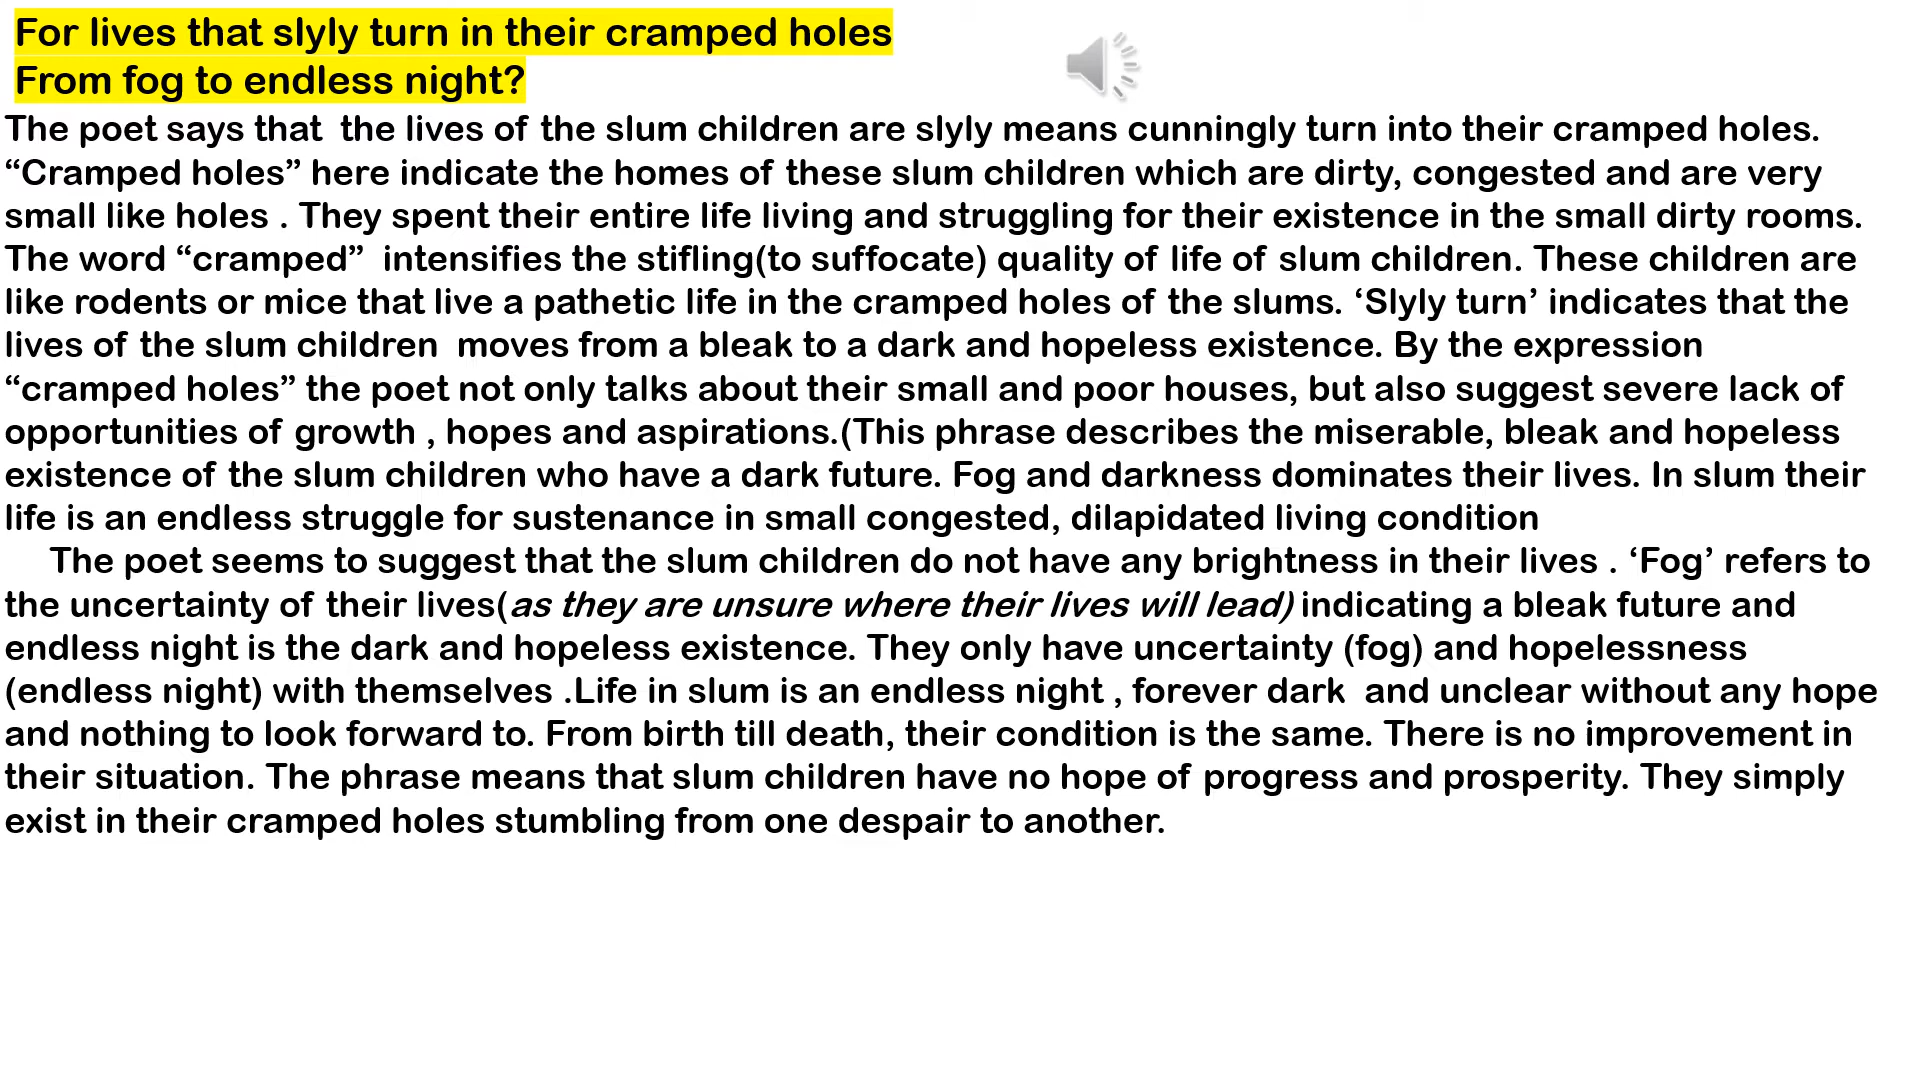 For lives that slyly turn in their cramped holes
From fog to endless night?
The poet says that  the lives of the slum children are slyly means cunningly turn into their cramped holes.
“Cramped holes” here indicate the homes of these slum children which are dirty, congested and are very
small like holes . They spent their entire life living and struggling for their existence in the small dirty rooms.
The word “cramped”  intensifies the stifling(to suffocate) quality of life of slum children. These children are
like rodents or mice that live a pathetic life in the cramped holes of the slums. ‘Slyly turn’ indicates that the
lives of the slum children  moves from a bleak to a dark and hopeless existence. By the expression
“cramped holes” the poet not only talks about their small and poor houses, but also suggest severe lack of
opportunities of growth , hopes and aspirations.(This phrase describes the miserable, bleak and hopeless
existence of the slum children who have a dark future. Fog and darkness dominates their lives. In slum their
life is an endless struggle for sustenance in small congested, dilapidated living condition
The poet seems to suggest that the slum children do not have any brightness in their lives . ‘Fog’ refers to
the uncertainty of their lives(as they are unsure where their lives will lead) indicating a bleak future and
endless night is the dark and hopeless existence. They only have uncertainty (fog) and hopelessness
(endless night) with themselves .Life in slum is an endless night , forever dark  and unclear without any hope
and nothing to look forward to. From birth till death, their condition is the same. There is no improvement in
their situation. The phrase means that slum children have no hope of progress and prosperity. They simply
exist in their cramped holes stumbling from one despair to another.